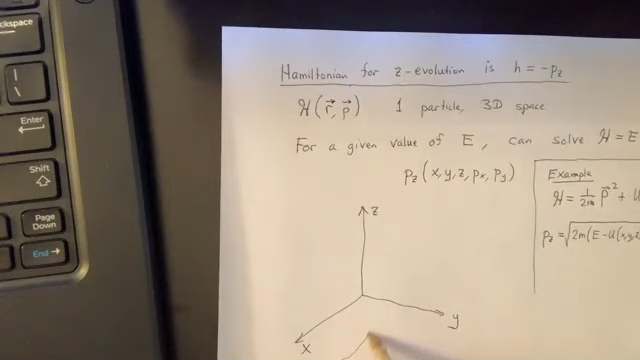 Hamiltonian for z-evolution is h = -p_z
ℋ(r⃗, p⃗) 1 particle, 3D space
For a given value of E, can solve ℋ = E
p_z(x,y,z,p_x,p_y)
Example
ℋ = 1/2m p⃗² + U
p_z = √2m(E-U(x,y,z
z
y
x
ckspace
|
\
Enter
Shift
Page
Down
End